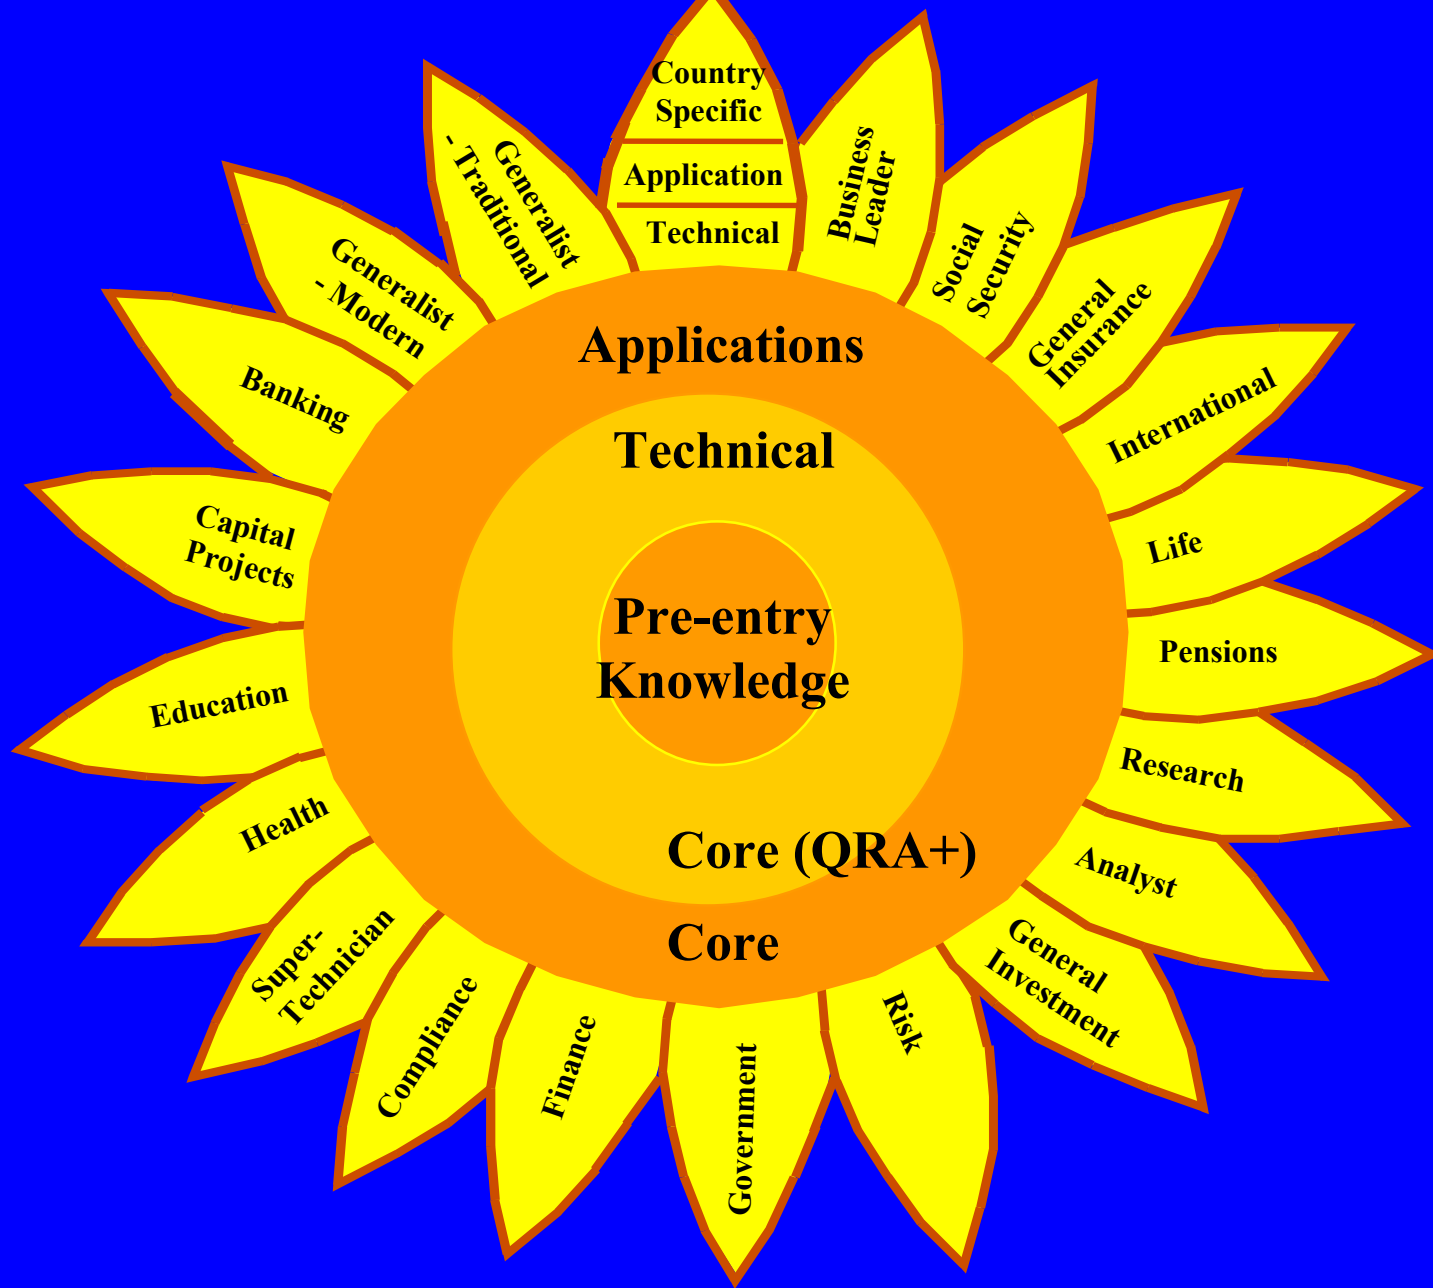 Country
Specific
Application
Technical
Business
Leader
Social
Security
General
Insurance
International
Life
Pensions
Research
Analyst
General
Investment
Risk
Government
Finance
Compliance
Super-
Technician
Health
Education
Capital
Projects
Banking
Generalist
- Modern
Generalist
- Traditional
Applications
Technical
Pre-entry
Knowledge
Core (QRA+)
Core